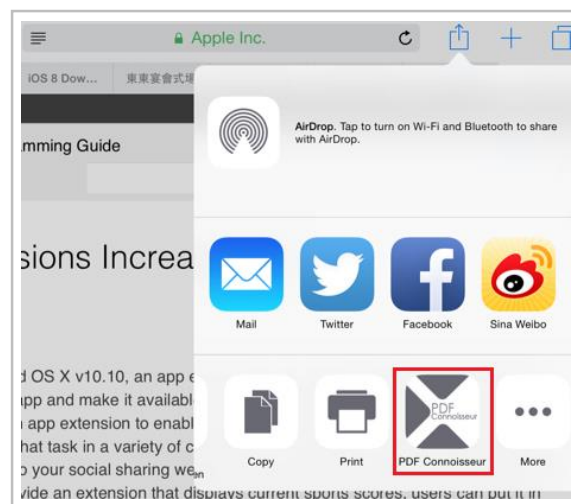 Apple Inc.
iOS 8 Dow...
東東宴會式場
mming Guide
AirDrop. Tap to turn on Wi-Fi and Bluetooth to share
with AirDrop.
sions Increa
Mail
Twitter
Facebook
Sina Weibo
d OS X v10.10, an app e
app and make it availabl
n app extension to enabl
hat task in a variety of c
o your social sharing we
en
Copy
Print
PDF
Connoisseur
PDF Connoisseur
More
vide an extension that displays current sports scores, users can put it in